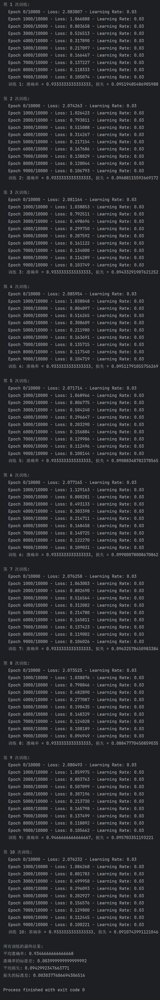 第 1 次训练:
Epoch 0/10000 - Loss: 2.083807 - Learning Rate: 0.03
Epoch 1000/10000 - Loss: 1.066888 - Learning Rate: 0.03
Epoch 2000/10000 - Loss: 0.803658 - Learning Rate: 0.03
Epoch 3000/10000 - Loss: 0.526513 - Learning Rate: 0.03
Epoch 4000/10000 - Loss: 0.317890 - Learning Rate: 0.03
Epoch 5000/10000 - Loss: 0.217097 - Learning Rate: 0.03
Epoch 6000/10000 - Loss: 0.166467 - Learning Rate: 0.03
Epoch 7000/10000 - Loss: 0.137227 - Learning Rate: 0.03
Epoch 8000/10000 - Loss: 0.118333 - Learning Rate: 0.03
Epoch 9000/10000 - Loss: 0.105074 - Learning Rate: 0.03
训练 1: 准确率 = 0.9333333333333333, 损失 = 0.09519485486905988
第 2 次训练:
Epoch 0/10000 - Loss: 2.074263 - Learning Rate: 0.03
Epoch 1000/10000 - Loss: 1.026423 - Learning Rate: 0.03
Epoch 2000/10000 - Loss: 0.793811 - Learning Rate: 0.03
Epoch 3000/10000 - Loss: 0.515088 - Learning Rate: 0.03
Epoch 4000/10000 - Loss: 0.314267 - Learning Rate: 0.03
Epoch 5000/10000 - Loss: 0.217154 - Learning Rate: 0.03
Epoch 6000/10000 - Loss: 0.167686 - Learning Rate: 0.03
Epoch 7000/10000 - Loss: 0.138829 - Learning Rate: 0.03
Epoch 8000/10000 - Loss: 0.120044 - Learning Rate: 0.03
Epoch 9000/10000 - Loss: 0.106793 - Learning Rate: 0.03
训练 2: 准确率 = 0.9333333333333333, 损失 = 0.09688115592669172
第 3 次训练:
Epoch 0/10000 - Loss: 2.081164 - Learning Rate: 0.03
Epoch 1000/10000 - Loss: 1.038853 - Learning Rate: 0.03
Epoch 2000/10000 - Loss: 0.792511 - Learning Rate: 0.03
Epoch 3000/10000 - Loss: 0.498696 - Learning Rate: 0.03
Epoch 4000/10000 - Loss: 0.299750 - Learning Rate: 0.03
Epoch 5000/10000 - Loss: 0.207592 - Learning Rate: 0.03
Epoch 6000/10000 - Loss: 0.161122 - Learning Rate: 0.03
Epoch 7000/10000 - Loss: 0.134000 - Learning Rate: 0.03
Epoch 8000/10000 - Loss: 0.116289 - Learning Rate: 0.03
Epoch 9000/10000 - Loss: 0.103749 - Learning Rate: 0.03
训练 3: 准确率 = 0.9333333333333333, 损失 = 0.09433291907621252
第 4 次训练:
Epoch 0/10000 - Loss: 2.085954 - Learning Rate: 0.03
Epoch 1000/10000 - Loss: 1.038048 - Learning Rate: 0.03
Epoch 2000/10000 - Loss: 0.804097 - Learning Rate: 0.03
Epoch 3000/10000 - Loss: 0.516265 - Learning Rate: 0.03
Epoch 4000/10000 - Loss: 0.308609 - Learning Rate: 0.03
Epoch 5000/10000 - Loss: 0.211980 - Learning Rate: 0.03
Epoch 6000/10000 - Loss: 0.163691 - Learning Rate: 0.03
Epoch 7000/10000 - Loss: 0.135715 - Learning Rate: 0.03
Epoch 8000/10000 - Loss: 0.117540 - Learning Rate: 0.03
Epoch 9000/10000 - Loss: 0.104719 - Learning Rate: 0.03
训练 4: 准确率 = 0.9333333333333333, 损失 = 0.09511791055756269
第 5 次训练:
Epoch 0/10000 - Loss: 2.071714 - Learning Rate: 0.03
Epoch 1000/10000 - Loss: 1.068966 - Learning Rate: 0.03
Epoch 2000/10000 - Loss: 0.806775 - Learning Rate: 0.03
Epoch 3000/10000 - Loss: 0.504240 - Learning Rate: 0.03
Epoch 4000/10000 - Loss: 0.296647 - Learning Rate: 0.03
Epoch 5000/10000 - Loss: 0.203290 - Learning Rate: 0.03
Epoch 6000/10000 - Loss: 0.156884 - Learning Rate: 0.03
Epoch 7000/10000 - Loss: 0.129986 - Learning Rate: 0.03
Epoch 8000/10000 - Loss: 0.112496 - Learning Rate: 0.03
Epoch 9000/10000 - Loss: 0.100144 - Learning Rate: 0.03
训练 5: 准确率 = 0.9333333333333333, 损失 = 0.09088348782378565
第 6 次训练:
Epoch 0/10000 - Loss: 2.077165 - Learning Rate: 0.03
Epoch 1000/10000 - Loss: 1.129163 - Learning Rate: 0.03
Epoch 2000/10000 - Loss: 0.800281 - Learning Rate: 0.03
Epoch 3000/10000 - Loss: 0.493133 - Learning Rate: 0.03
Epoch 4000/10000 - Loss: 0.303398 - Learning Rate: 0.03
Epoch 5000/10000 - Loss: 0.214711 - Learning Rate: 0.03
Epoch 6000/10000 - Loss: 0.168458 - Learning Rate: 0.03
Epoch 7000/10000 - Loss: 0.140725 - Learning Rate: 0.03
Epoch 8000/10000 - Loss: 0.122270 - Learning Rate: 0.03
Epoch 9000/10000 - Loss: 0.109031 - Learning Rate: 0.03
训练 6: 准确率 = 0.9333333333333333, 损失 = 0.09900078008670862
第 7 次训练:
Epoch 0/10000 - Loss: 2.076258 - Learning Rate: 0.03
Epoch 1000/10000 - Loss: 1.063003 - Learning Rate: 0.03
Epoch 2000/10000 - Loss: 0.802690 - Learning Rate: 0.03
Epoch 3000/10000 - Loss: 0.516564 - Learning Rate: 0.03
Epoch 4000/10000 - Loss: 0.312082 - Learning Rate: 0.03
Epoch 5000/10000 - Loss: 0.214780 - Learning Rate: 0.03
Epoch 6000/10000 - Loss: 0.165811 - Learning Rate: 0.03
Epoch 7000/10000 - Loss: 0.137423 - Learning Rate: 0.03
Epoch 8000/10000 - Loss: 0.119002 - Learning Rate: 0.03
Epoch 9000/10000 - Loss: 0.106026 - Learning Rate: 0.03
训练 7: 准确率 = 0.9333333333333333, 损失 = 0.09632578450983384
第 8 次训练:
Epoch 0/10000 - Loss: 2.073525 - Learning Rate: 0.03
Epoch 1000/10000 - Loss: 1.038876 - Learning Rate: 0.03
Epoch 2000/10000 - Loss: 0.798846 - Learning Rate: 0.03
Epoch 3000/10000 - Loss: 0.482890 - Learning Rate: 0.03
Epoch 4000/10000 - Loss: 0.277087 - Learning Rate: 0.03
Epoch 5000/10000 - Loss: 0.190435 - Learning Rate: 0.03
Epoch 6000/10000 - Loss: 0.148329 - Learning Rate: 0.03
Epoch 7000/10000 - Loss: 0.124028 - Learning Rate: 0.03
Epoch 8000/10000 - Loss: 0.108189 - Learning Rate: 0.03
Epoch 9000/10000 - Loss: 0.096949 - Learning Rate: 0.03
训练 8: 准确率 = 0.9333333333333333, 损失 = 0.08847770450859035
第 9 次训练:
Epoch 0/10000 - Loss: 2.080493 - Learning Rate: 0.03
Epoch 1000/10000 - Loss: 1.059975 - Learning Rate: 0.03
Epoch 2000/10000 - Loss: 0.803763 - Learning Rate: 0.03
Epoch 3000/10000 - Loss: 0.507099 - Learning Rate: 0.03
Epoch 4000/10000 - Loss: 0.307196 - Learning Rate: 0.03
Epoch 5000/10000 - Loss: 0.213730 - Learning Rate: 0.03
Epoch 6000/10000 - Loss: 0.165798 - Learning Rate: 0.03
Epoch 7000/10000 - Loss: 0.137499 - Learning Rate: 0.03
Epoch 8000/10000 - Loss: 0.118892 - Learning Rate: 0.03
Epoch 9000/10000 - Loss: 0.105662 - Learning Rate: 0.03
训练 9: 准确率 = 0.9466666666666667, 损失 = 0.095703351193221
第 10 次训练:
Epoch 0/10000 - Loss: 2.076232 - Learning Rate: 0.03
Epoch 1000/10000 - Loss: 1.086268 - Learning Rate: 0.03
Epoch 2000/10000 - Loss: 0.801783 - Learning Rate: 0.03
Epoch 3000/10000 - Loss: 0.499958 - Learning Rate: 0.03
Epoch 4000/10000 - Loss: 0.296093 - Learning Rate: 0.03
Epoch 5000/10000 - Loss: 0.202927 - Learning Rate: 0.03
Epoch 6000/10000 - Loss: 0.156576 - Learning Rate: 0.03
Epoch 7000/10000 - Loss: 0.129800 - Learning Rate: 0.03
Epoch 8000/10000 - Loss: 0.112445 - Learning Rate: 0.03
Epoch 9000/10000 - Loss: 0.100221 - Learning Rate: 0.03
训练 10: 准确率 = 0.9333333333333333, 损失 = 0.0910743991121046
所有训练的最终结果:
平均准确率: 0.9346666666666668
准确率的标准差: 0.003999999999999992
平均损失: 0.0942992347663771
损失的标准差: 0.0030377606694306516
Process finished with exit code 0